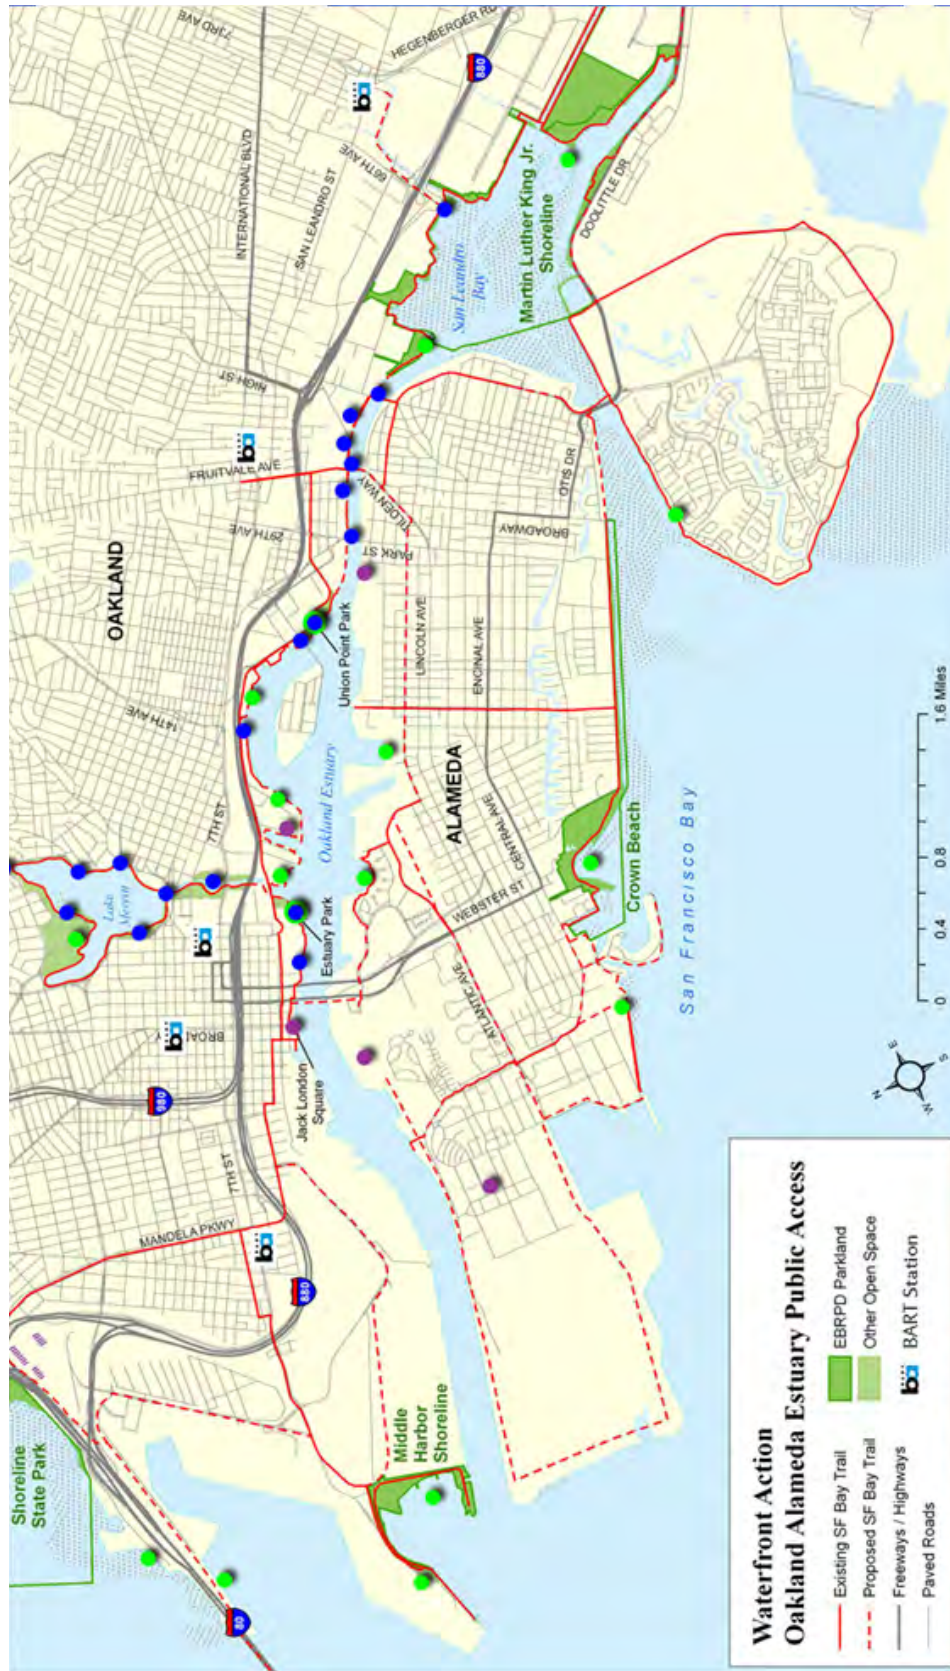 73RD AVE
HEGENBERGER RD
880
INTERNATIONAL BLVD
66TH AVE
SAN LEANDRO ST
San Leandro
Bay
Martin Luther King Jr.
Shoreline
DOOLITTLE DR
HIGH ST
FRUITVALE AVE
29TH AVE
TILDEN WAY
PARK ST
OTIS DR
BROADWAY
OAKLAND
Union Point Park
LINCOLN AVE
ENCINAL AVE
14TH AVE
7TH ST
Oakland Estuary
ALAMEDA
CENTRAL AVE
WEBSTER ST
Crown Beach
Lake
Merritt
Estuary Park
San Francisco Bay
ATLANTIC AVE
Jack London
Square
980
7TH ST
MANDELA PKWY
880
Shoreline
State Park
Middle
Harbor
Shoreline
80
0 0.4 0.8 1.6 Miles
N
E
S
W
Waterfront Action
Oakland Alameda Estuary Public Access
Existing SF Bay Trail
Proposed SF Bay Trail
Freeways / Highways
Paved Roads
EBRPD Parkland
Other Open Space
ba BART Station